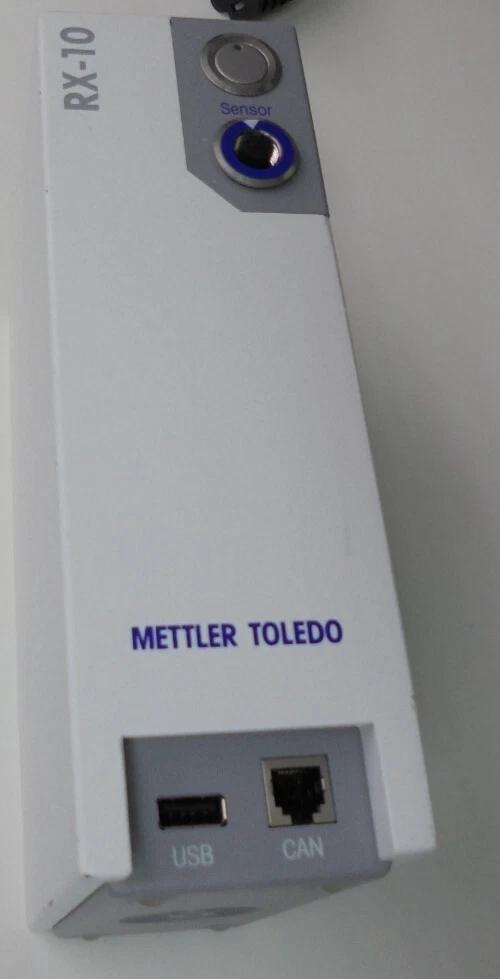 RX-10
Sensor
METTLER TOLEDO
USB
CAN